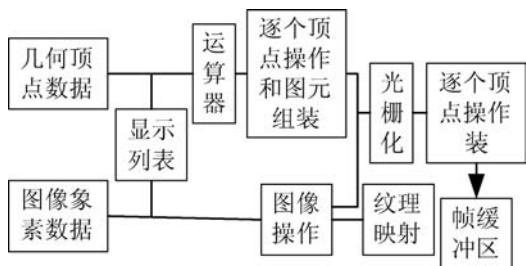 几何顶
点数据
运
算
器
逐个顶
点操作
和图元
组装
光
栅
化
逐个顶
点操作
装
显示
列表
图像象
素数据
图像
操作
纹理
映射
帧缓
冲区